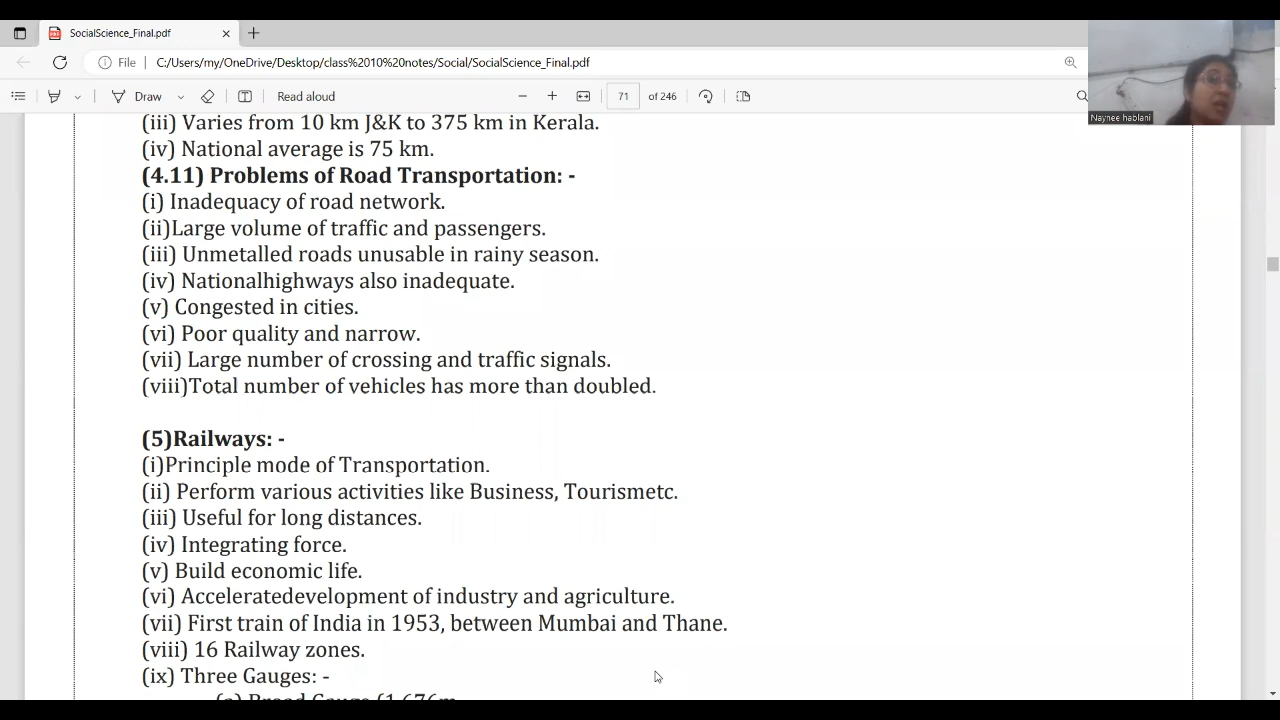 SocialScience_Final.pdf
File C:/Users/my/OneDrive/Desktop/class%2010%20notes/Social/SocialScience_Final.pdf
Draw Read aloud 71 of 246
Naynee hablani
(iii) Varies from 10 km J&K to 375 km in Kerala.
(iv) National average is 75 km.
(4.11) Problems of Road Transportation: -
(i) Inadequacy of road network.
(ii)Large volume of traffic and passengers.
(iii) Unmetalled roads unusable in rainy season.
(iv) Nationalhighways also inadequate.
(v) Congested in cities.
(vi) Poor quality and narrow.
(vii) Large number of crossing and traffic signals.
(viii)Total number of vehicles has more than doubled.
(5)Railways: -
(i)Principle mode of Transportation.
(ii) Perform various activities like Business, Tourismetc.
(iii) Useful for long distances.
(iv) Integrating force.
(v) Build economic life.
(vi) Acceleratedevelopment of industry and agriculture.
(vii) First train of India in 1953, between Mumbai and Thane.
(viii) 16 Railway zones.
(ix) Three Gauges: -
(a) Broad Gauge (1.676m